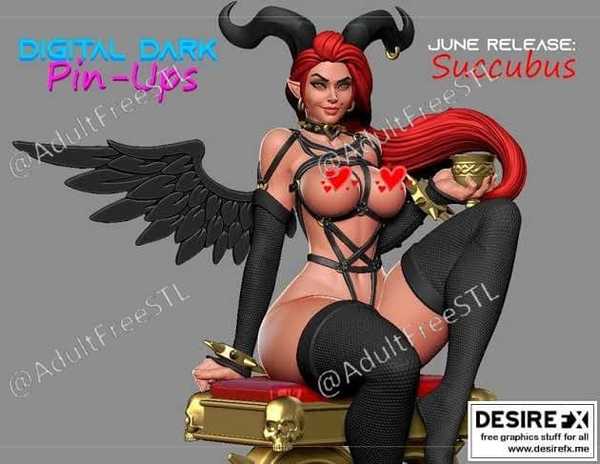 DIGITAL DARK
Pin-Ups
JUNE RELEASE:
Succubus
@AdultFreeSTL
@AdultFreeSTL
@AdultFreeSTL
@AdultFreeSTL
DESIRE FX
free graphics stuff for all
www.desirefx.me